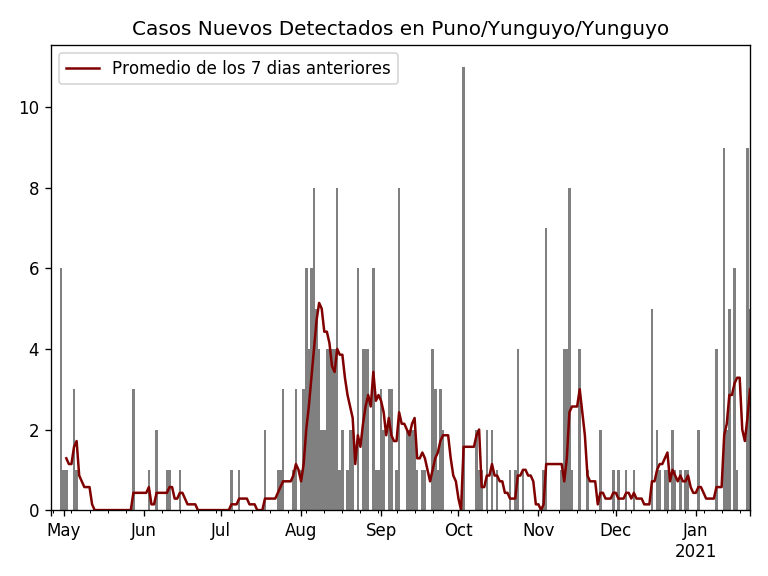 Casos Nuevos Detectados en Puno/Yunguyo/Yunguyo
Promedio de los 7 dias anteriores
10
8
6
4
2
0
May Jun Jul Aug Sep Oct Nov Dec Jan
2021